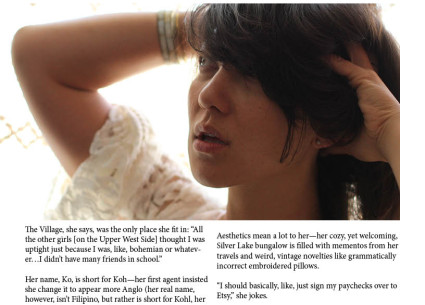 The Village, she says, was the only place she fit in: “All
the other girls [on the Upper West Side] thought I was
uptight just because I was, like, bohemian or whatev-
er…I didn’t have many friends in school.”
Her name, Ko, is short for Koh—her first agent insisted
she change it to appear more Anglo (her real name,
however, isn’t Filipino, but rather is short for Kohl, her
Aesthetics mean a lot to her—her cozy, yet welcoming,
Silver Lake bungalow is filled with mementos from her
travels and weird, vintage novelties like grammatically
incorrect embroidered pillows.
“I should basically, like, just sign my paychecks over to
Etsy,” she jokes.